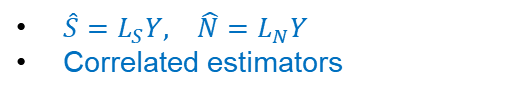 • Ŝ = L_S Y, N̂ = L_N Y
• Correlated estimators